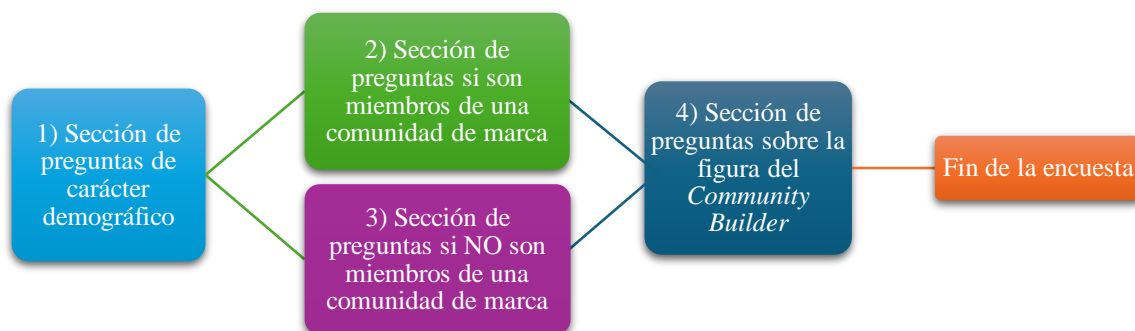 1) Sección de
preguntas de
carácter
demográfico
2) Sección de
preguntas si son
miembros de una
comunidad de marca
3) Sección de
preguntas si NO son
miembros de una
comunidad de marca
4) Sección de
preguntas sobre la
figura del
Community
Builder
Fin de la encuesta